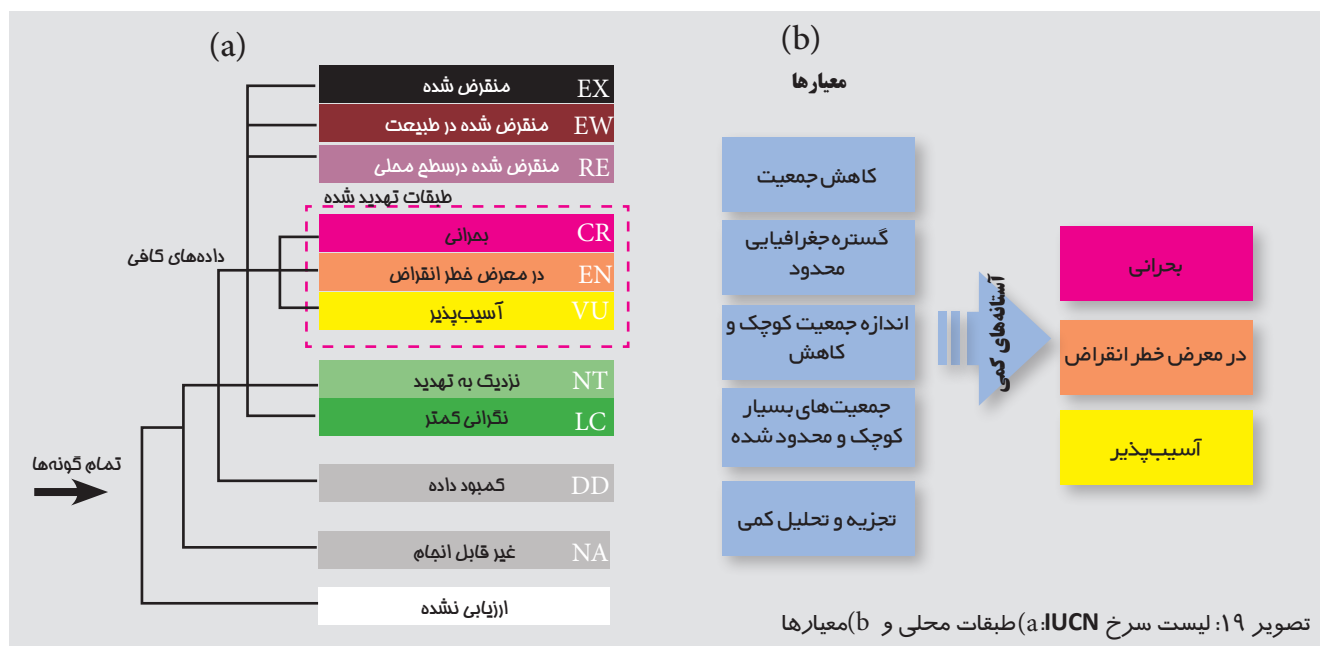 (a)
منقرض شده EX
منقرض شده در طبیعت EW
منقرض شده درسطح محلی RE
طبقات تهدید شده
بحرانی CR
در معرض خطر انقراض EN
آسیب‌پذیر VU
داده‌های کافی
نزدیک به تهدید NT
نگرانی کمتر LC
تمام گونه‌ها
کمبود داده DD
غیر قابل انجام NA
ارزیابی نشده
(b)
معیارها
کاهش جمعیت
گستره جغرافیایی
محدود
اندازه جمعیت کوچک و
کاهش
جمعیت‌های بسیار
کوچک و محدود شده
تجزیه و تحلیل کمی
آستانه‌های کمی
بحرانی
در معرض خطر انقراض
آسیب‌پذیر
تصویر ۱۹: لیست سرخ IUCN:a)طبقات محلی و b)معیارها